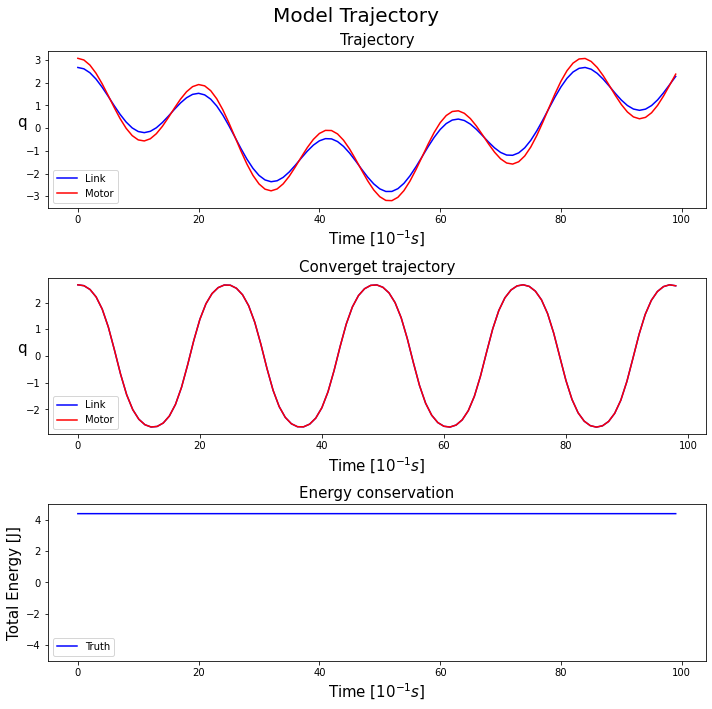 Model Trajectory
Trajectory
3
2
1
0
−1
−2
−3
q
Link
Motor
0 20 40 60 80 100
Time [10⁻¹s]
Converget trajectory
2
1
0
−1
−2
q
Link
Motor
0 20 40 60 80 100
Time [10⁻¹s]
Energy conservation
4
2
0
−2
−4
Total Energy [J]
Truth
0 20 40 60 80 100
Time [10⁻¹s]